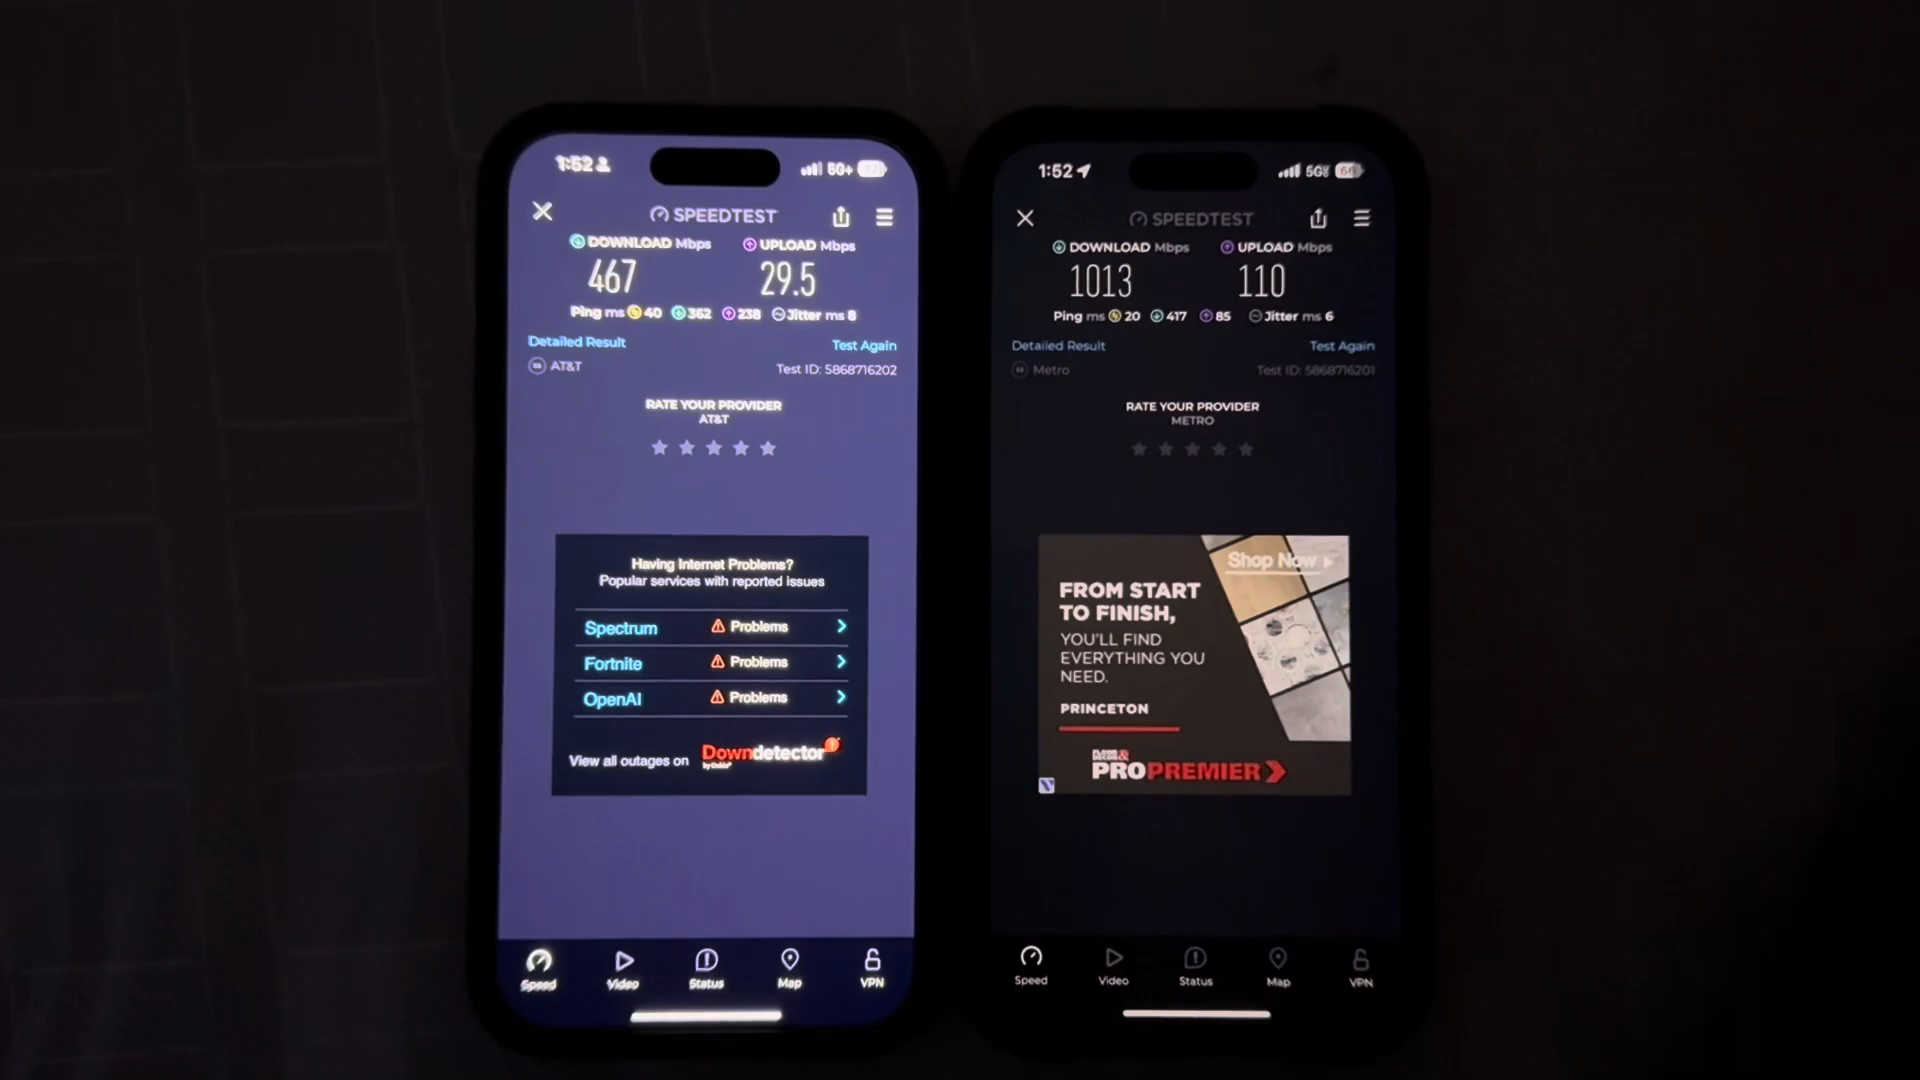 1:52
5G+
SPEEDTEST
DOWNLOAD Mbps
UPLOAD Mbps
467
29.5
Ping ms 40 362 238 Jitter ms 8
Detailed Result
Test Again
AT&T
Test ID: 5868716202
RATE YOUR PROVIDER
AT&T
Having Internet Problems?
Popular services with reported issues
Spectrum
Problems
Fortnite
Problems
OpenAI
Problems
View all outages on
Downdetector
Speed
Video
Status
Map
VPN
1:52
SPEEDTEST
DOWNLOAD Mbps
UPLOAD Mbps
1013
110
Ping ms 20 417 85 Jitter ms 6
Detailed Result
Test Again
Metro
Test ID: 5868716201
RATE YOUR PROVIDER
METRO
Shop Now
FROM START
TO FINISH,
YOU'LL FIND
EVERYTHING YOU
NEED.
PRINCETON
FLOOR &
DECOR
PROPREMIER
Speed
Video
Status
Map
VPN